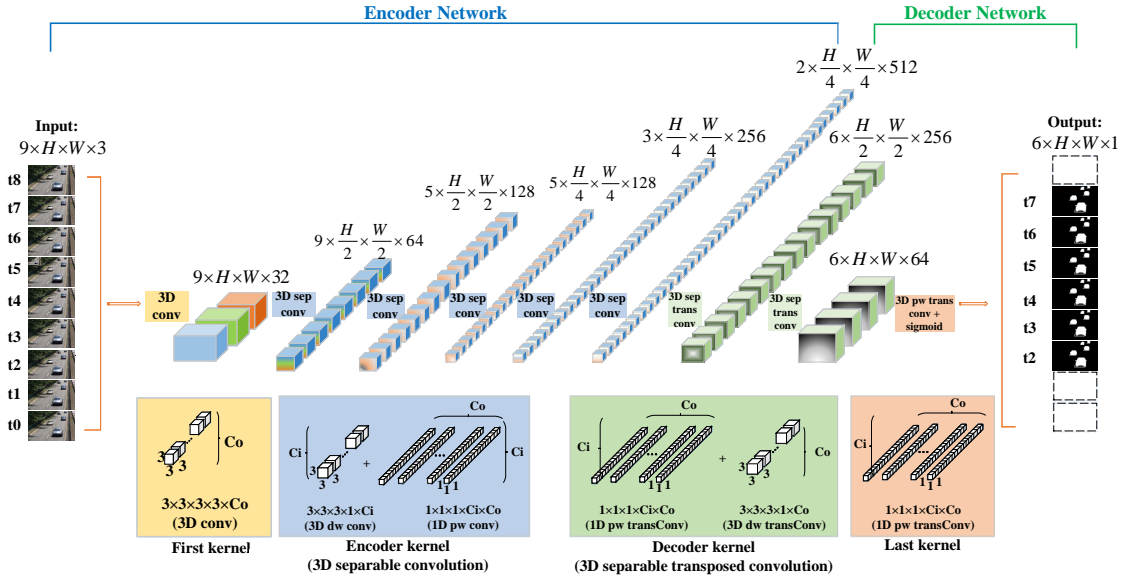 Encoder Network
Decoder Network
Input:
9×H×W×3
t8
t7
t6
t5
t4
t3
t2
t1
t0
3D
conv
9×H×W×32
3D sep
conv
9×H/2×W/2×64
3D sep
conv
5×H/2×W/2×128
3D sep
conv
5×H/4×W/4×128
3D sep
conv
3×H/4×W/4×256
3D sep
conv
2×H/4×W/4×512
3D sep
trans
conv
6×H/2×W/2×256
3D sep
trans
conv
6×H×W×64
3D pw trans
conv +
sigmoid
Output:
6×H×W×1
t7
t6
t5
t4
t3
t2
Co
3
3
3
3×3×3×3×Co
(3D conv)
First kernel
Ci
3
3
3
+
Co
Ci
...
1
1
1
3×3×3×1×Ci
(3D dw conv)
1×1×1×Ci×Co
(1D pw conv)
Encoder kernel
(3D separable convolution)
Co
Ci
...
1
1
1
+
3
3
3
Co
1×1×1×Ci×Co
(1D pw transConv)
3×3×3×1×Co
(3D dw transConv)
Decoder kernel
(3D separable transposed convolution)
Co
Ci
...
1
1
1
1×1×1×Ci×Co
(1D pw transConv)
Last kernel